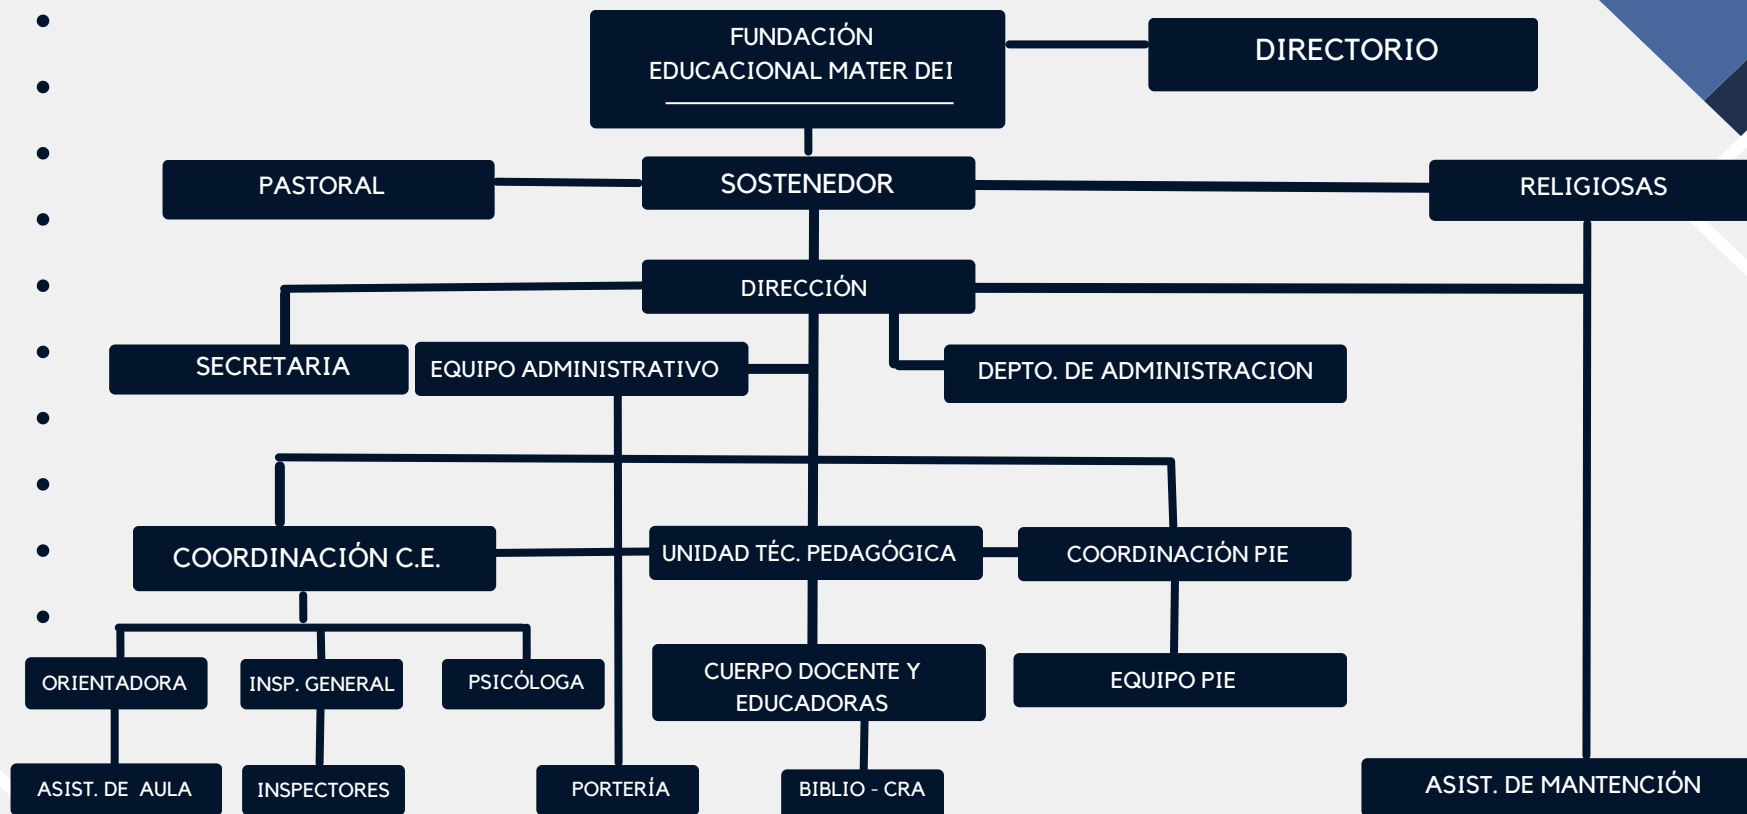 FUNDACIÓN
EDUCACIONAL MATER DEI
DIRECTORIO
PASTORAL
SOSTENEDOR
RELIGIOSAS
DIRECCIÓN
SECRETARIA
EQUIPO ADMINISTRATIVO
DEPTO. DE ADMINISTRACION
COORDINACIÓN C.E.
UNIDAD TÉC. PEDAGÓGICA
COORDINACIÓN PIE
ORIENTADORA
INSP. GENERAL
PSICÓLOGA
CUERPO DOCENTE Y
EDUCADORAS
EQUIPO PIE
ASIST. DE AULA
INSPECTORES
PORTERÍA
BIBLIO - CRA
ASIST. DE MANTENCIÓN